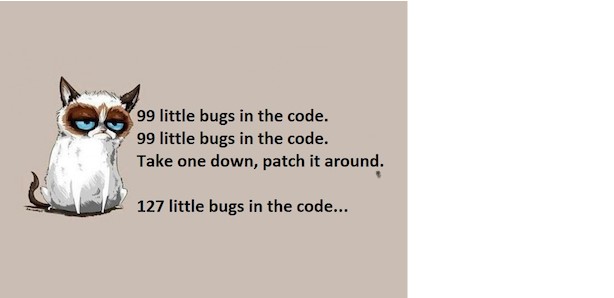 99 little bugs in the code.
99 little bugs in the code.
Take one down, patch it around.
127 little bugs in the code...